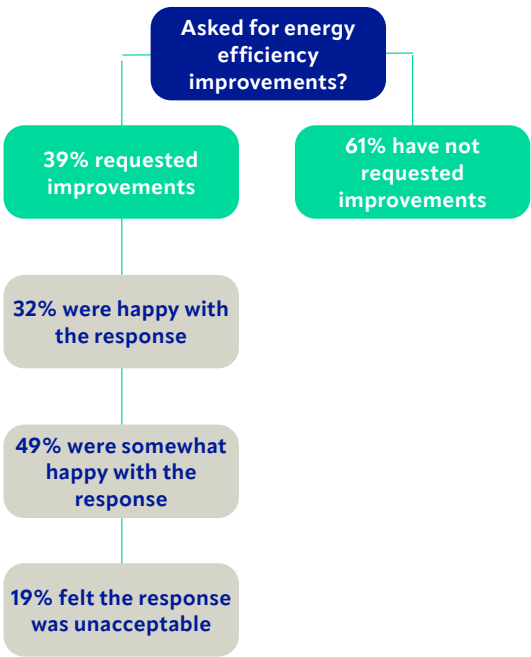 Asked for energy
efficiency
improvements?
39% requested
improvements
61% have not
requested
improvements
32% were happy with
the response
49% were somewhat
happy with the
response
19% felt the response
was unacceptable